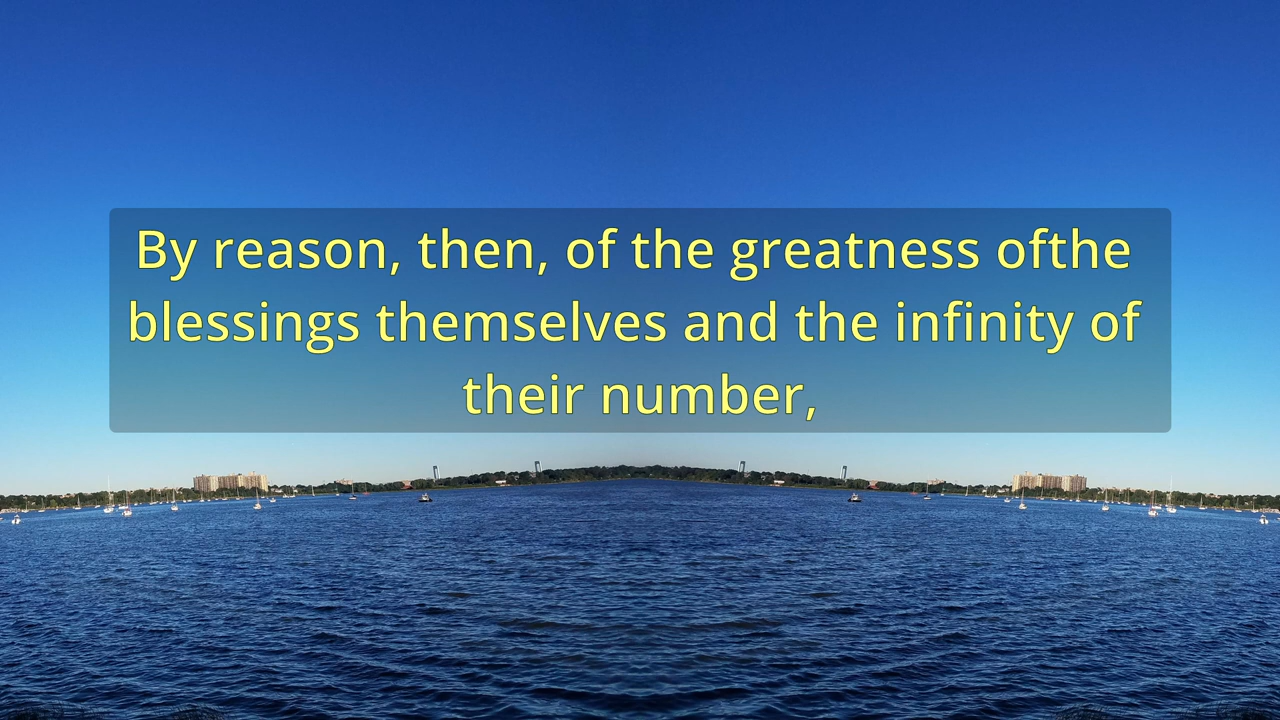 By reason, then, of the greatness ofthe
blessings themselves and the infinity of
their number,